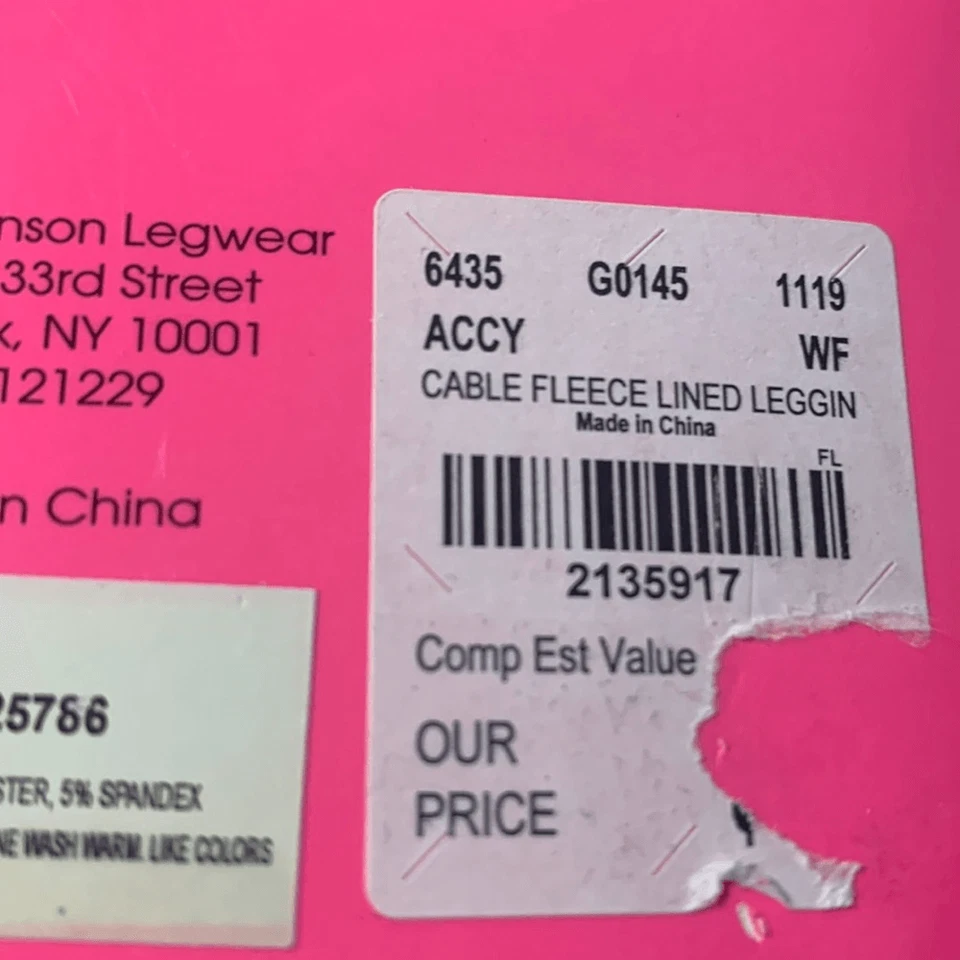 nson Legwear
33rd Street
, NY 10001
121229
n China
6435 G0145 1119
ACCY WF
CABLE FLEECE LINED LEGGIN
Made in China
FL
2135917
Comp Est Value
OUR
PRICE
25786
STER, 5% SPANDEX
NE WASH WARM. LIKE COLORS